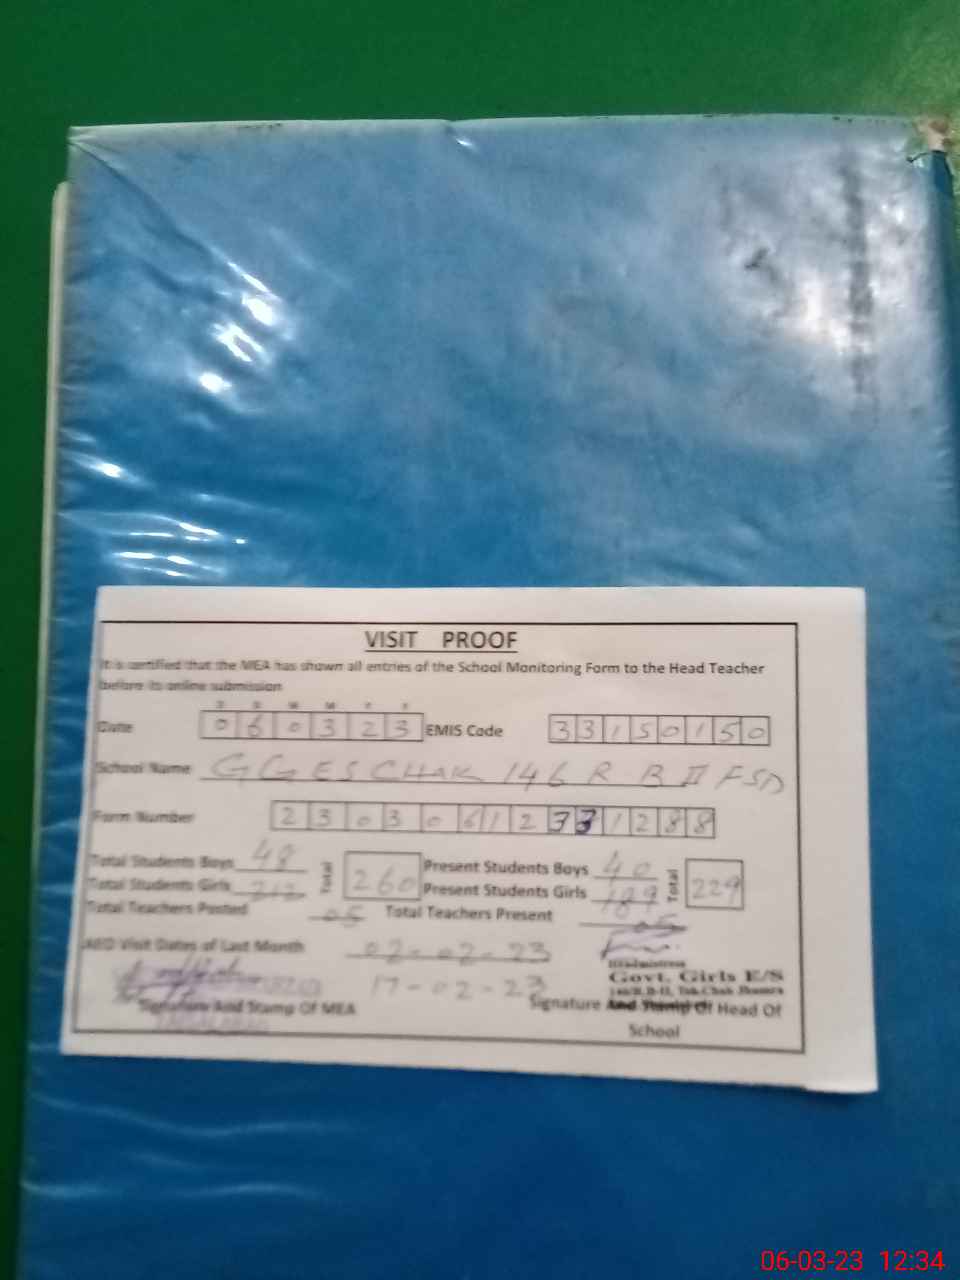 VISIT PROOF
It is certified that the MEA has shown all entries of the School Monitoring Form to the Head Teacher
before its online submission
D D M M Y Y
Date 0 6 0 3 2 3 EMIS Code 3 3 1 5 0 1 5 0
School Name GGES CHAK 146 R B II FSD
Form Number 2 3 0 3 0 6 1 2 3 3 1 2 8 8
Total Students Boys 48 Total 260 Present Students Boys 40 Total 229
Total Students Girls 212 Present Students Girls 189
Total Teachers Posted 05 Total Teachers Present 05
AEO Visit Dates of Last Month 02-02-23
17-02-23
Headmistress
Govt. Girls E/S
146/R.B-II, Teh.Chak Jhumra
Signature And Stamp Of MEA
Signature And Stamp Of Head Of
School
06-03-23 12:34